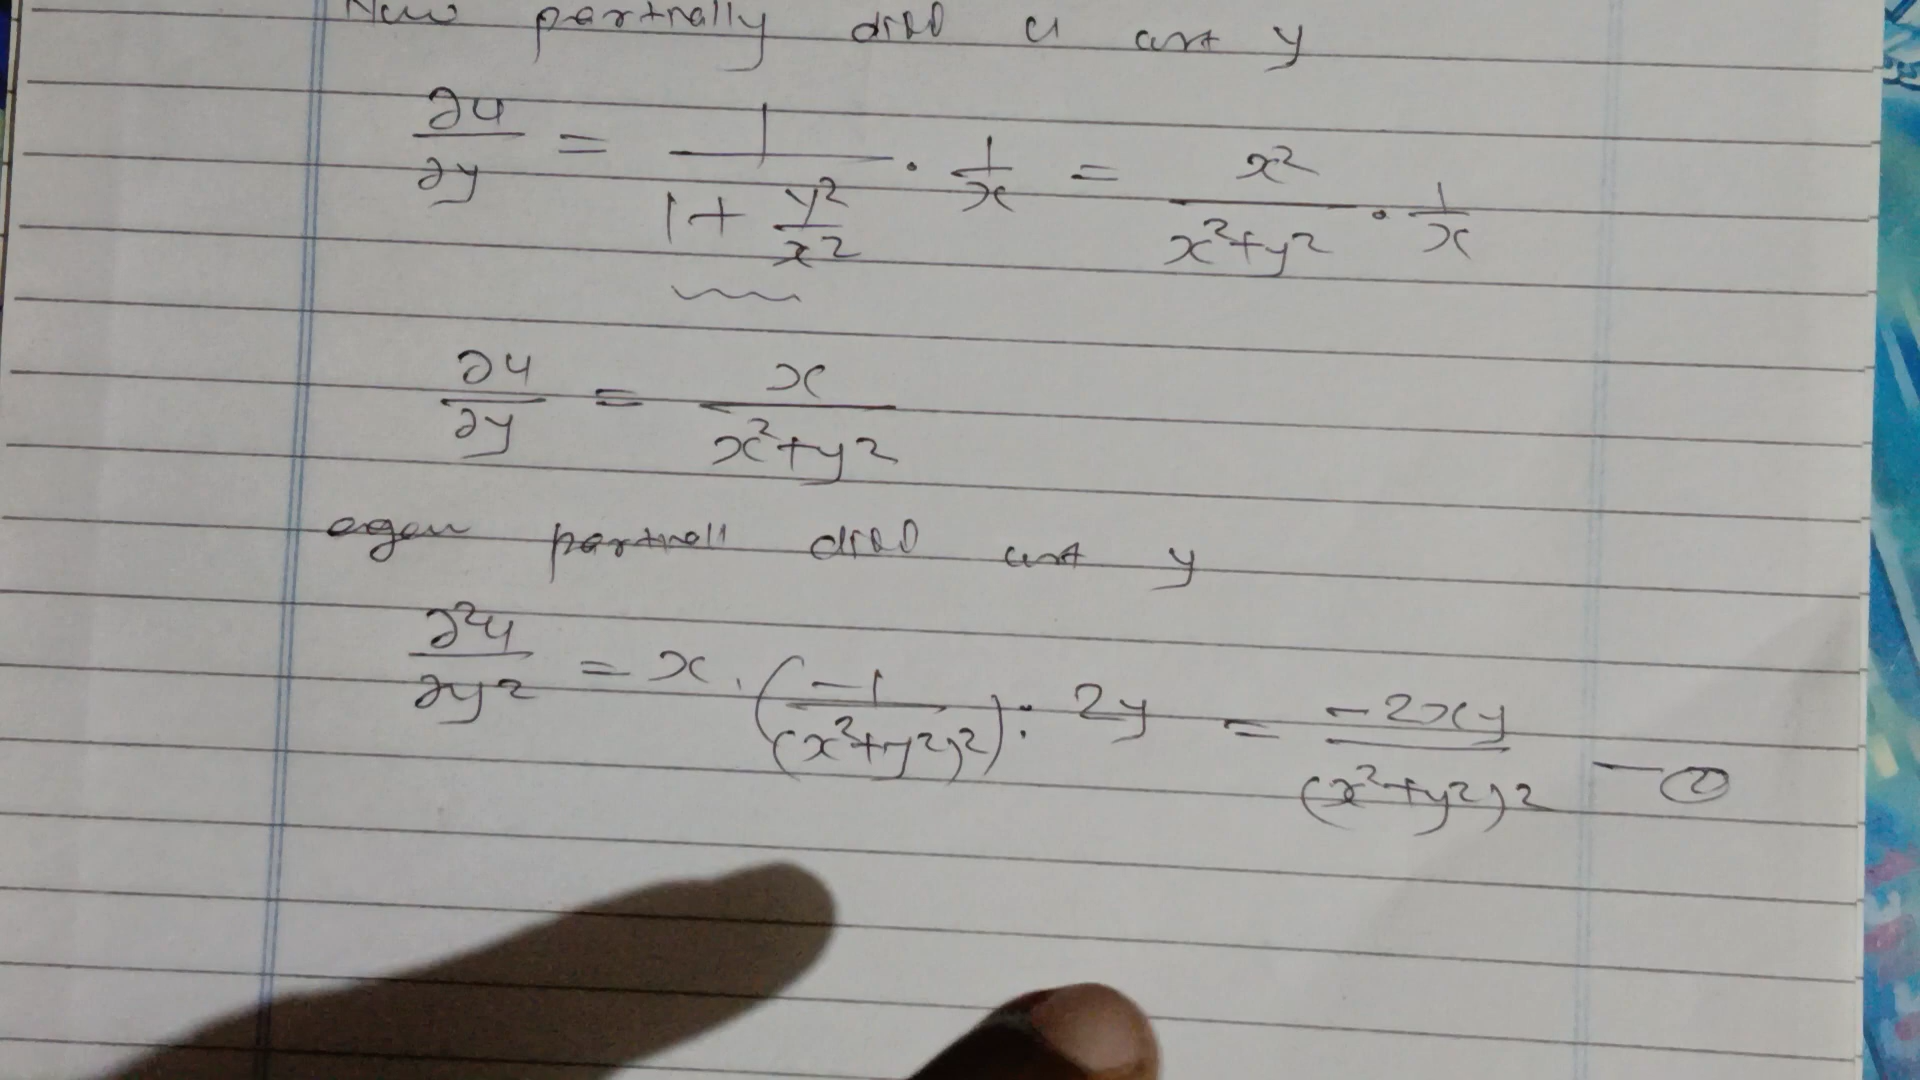 Now partially diff u wrt y
∂u/∂y = 1/(1 + y²/x²) · 1/x = x²/(x²+y²) · 1/x
∂u/∂y = x/(x²+y²)
agan partiall diff wrt y
∂²u/∂y² = x · (-1/(x²+y²)²) · 2y = -2xy/(x²+y²)² — ②